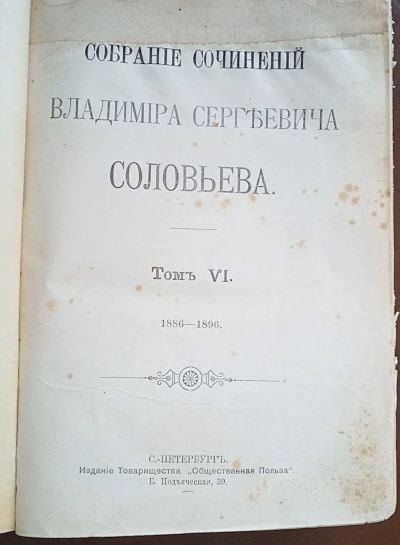 СОБРАНІЕ СОЧИНЕНІЙ
ВЛАДИМІРА СЕРГѢЕВИЧА
СОЛОВЬЕВА.
Томъ VI.
1886—1896.
С.-ПЕТЕРБУРГЪ.
Изданіе Товарищества „Общественная Польза“.
Б. Подъяческая, 39.